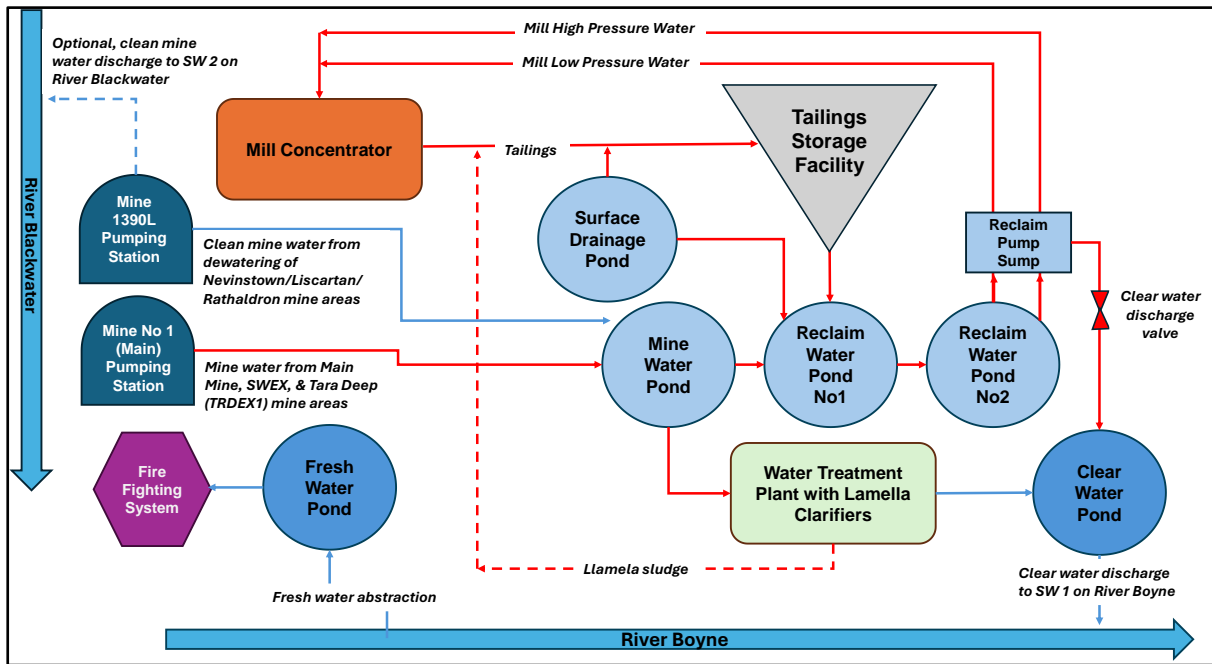 Optional, clean mine
water discharge to SW 2 on
River Blackwater
Mill High Pressure Water
Mill Low Pressure Water
River Blackwater
Mill Concentrator
Tailings
Tailings
Storage
Facility
Mine
1390L
Pumping
Station
Clean mine water from
dewatering of
Nevinstown/Liscartan/
Rathaldron mine areas
Surface
Drainage
Pond
Reclaim
Pump
Sump
Clear water
discharge
valve
Mine No 1
(Main)
Pumping
Station
Mine water from Main
Mine, SWEX, & Tara Deep
(TRDEX1) mine areas
Mine
Water
Pond
Reclaim
Water
Pond
No1
Reclaim
Water
Pond
No2
Fire
Fighting
System
Fresh
Water
Pond
Water Treatment
Plant with Lamella
Clarifiers
Clear
Water
Pond
Llamela sludge
Fresh water abstraction
Clear water discharge
to SW 1 on River Boyne
River Boyne